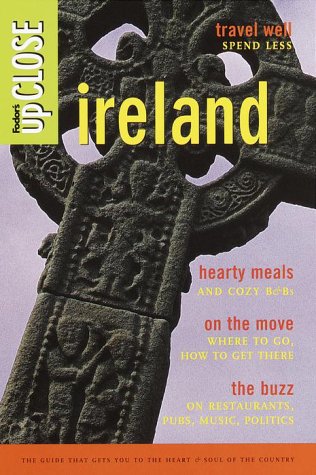 Fodor's
upCLOSE
travel well
SPEND LESS
ireland
hearty meals
AND COZY B&Bs
on the move
WHERE TO GO,
HOW TO GET THERE
the buzz
ON RESTAURANTS,
PUBS, MUSIC, POLITICS
THE GUIDE THAT GETS YOU TO THE HEART & SOUL OF THE COUNTRY